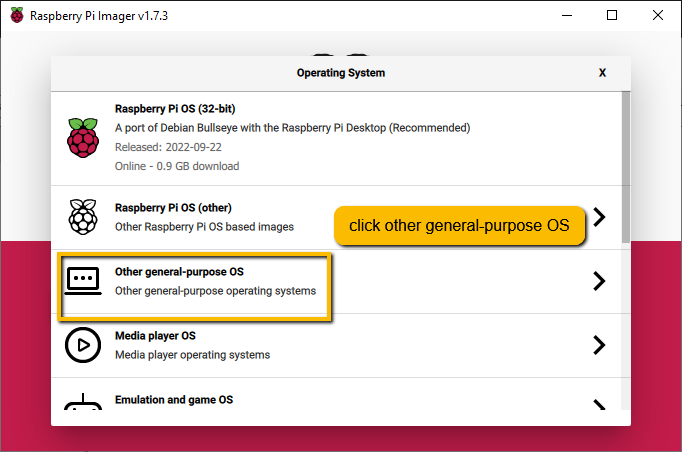 Raspberry Pi Imager v1.7.3
Operating System
X
Raspberry Pi OS (32-bit)
A port of Debian Bullseye with the Raspberry Pi Desktop (Recommended)
Released: 2022-09-22
Online - 0.9 GB download
Raspberry Pi OS (other)
Other Raspberry Pi OS based images
click other general-purpose OS
Other general-purpose OS
Other general-purpose operating systems
Media player OS
Media player operating systems
Emulation and game OS